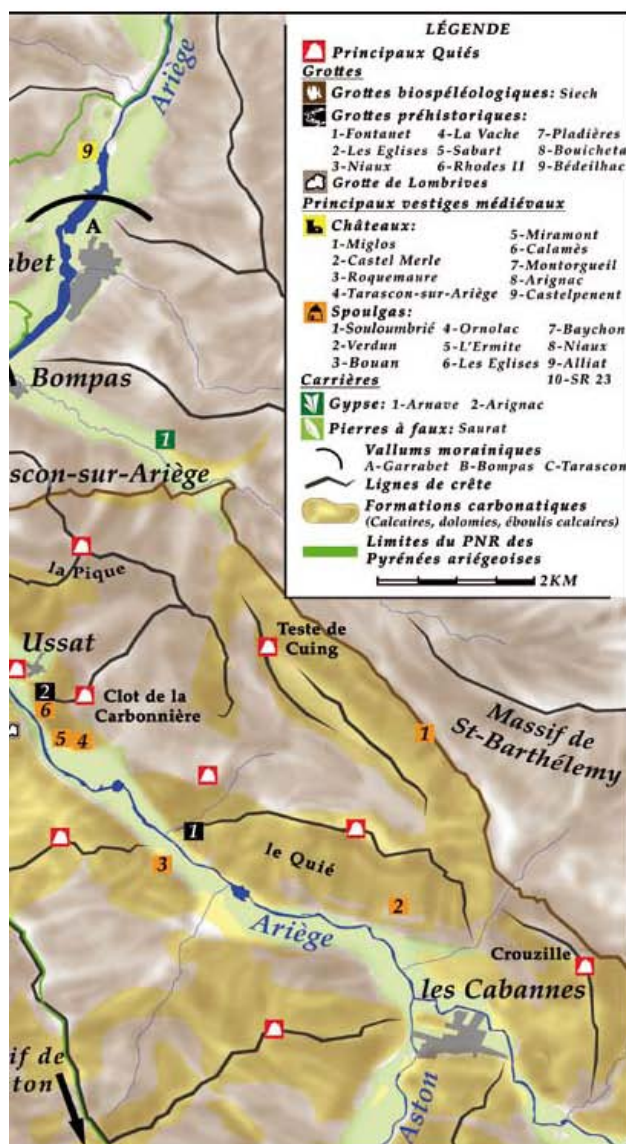 LÉGENDE
Principaux Quiés
Grottes
Grottes biospéléologiques: Siech
Grottes préhistoriques:
1-Fontanet 4-La Vache 7-Pladières
2-Les Eglises 5-Sabart 8-Bouicheta
3-Niaux 6-Rhodes II 9-Bédeilhac
Grotte de Lombrives
Principaux vestiges médiévaux
Châteaux:
1-Miglos
2-Castel Merle
3-Roquemaure
4-Tarascon-sur-Ariège
5-Miramont
6-Calamès
7-Montorgueil
8-Arignac
9-Castelpenent
Spoulgas:
1-Souloumbrié 4-Ornolac 7-Baychon
2-Verdun 5-L'Ermite 8-Niaux
3-Bouan 6-Les Eglises 9-Alliat
10-SR 23
Carrières
Gypse: 1-Arnave 2-Arignac
Pierres à faux: Saurat
Vallums morainiques
A-Garrabet B-Bompas C-Tarascon
Lignes de crête
Formations carbonatiques
(Calcaires, dolomies, éboulis calcaires)
Limites du PNR des
Pyrénées ariégeoises
2KM
Ariège
9
A
abet
Bompas
1
scon-sur-Ariège
la Pique
Teste de
Cuing
Ussat
2
Clot de la
Carbonnière
6
5 4
1
Massif de
St-Barthélemy
1
le Quié
3
2
Ariège
Crouzille
les Cabannes
if de
ton
Aston